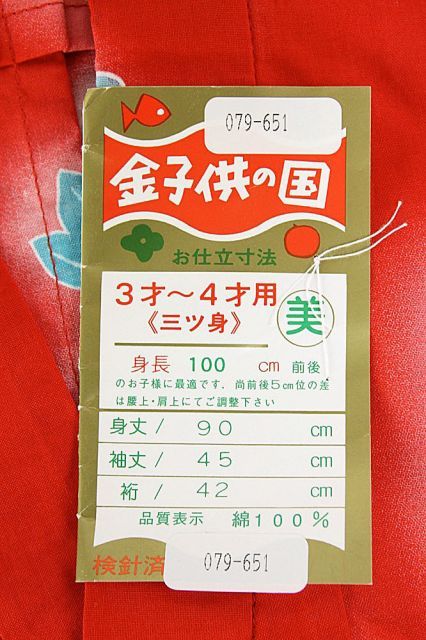 079-651
金子供の国
お仕立寸法
3才～4才用
《三ツ身》
美
身長 100 cm 前後
のお子様に最適です．尚前後5cm位の差
は腰上・肩上にてご調整下さい
身丈/ 90 cm
袖丈/ 45 cm
裄/ 42 cm
品質表示 綿100%
検針済
079-651